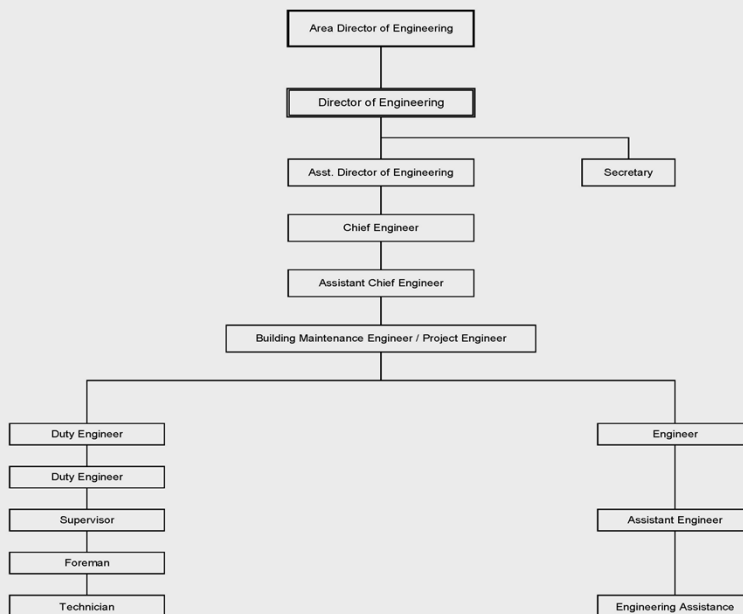 Area Director of Engineering
Director of Engineering
Asst. Director of Engineering
Secretary
Chief Engineer
Assistant Chief Engineer
Building Maintenance Engineer / Project Engineer
Duty Engineer
Engineer
Duty Engineer
Supervisor
Assistant Engineer
Foreman
Technician
Engineering Assistance